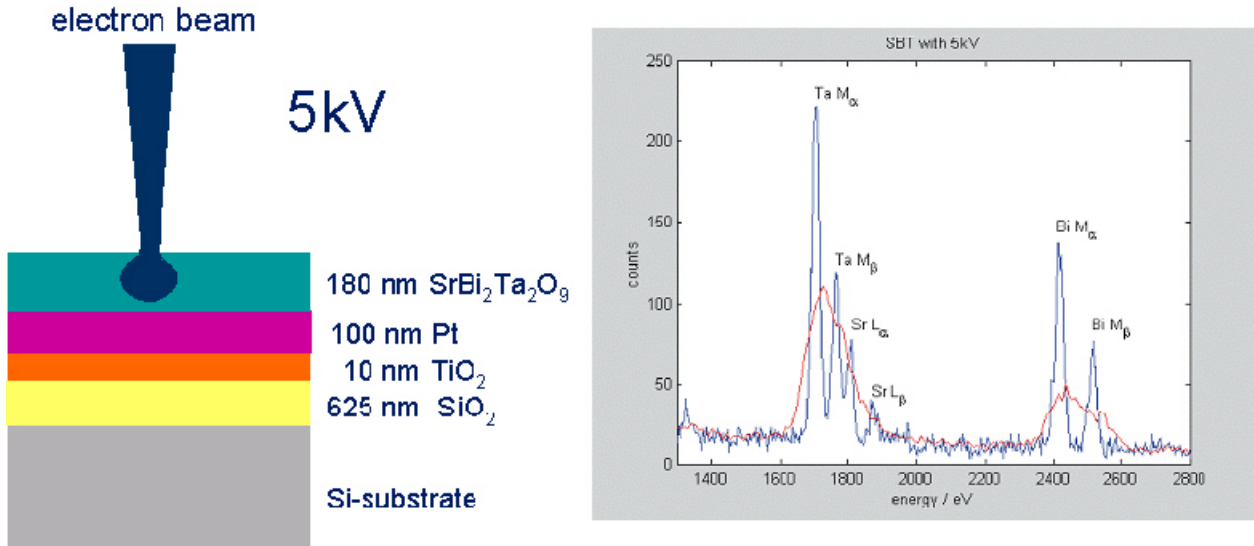 electron beam
5kV
180 nm SrBi₂Ta₂O₉
100 nm Pt
10 nm TiO₂
625 nm SiO₂
Si-substrate
SBT with 5kV
250
200
150
100
50
0
counts
Ta Mα
Ta Mβ
Sr Lα
Sr Lβ
Bi Mα
Bi Mβ
1400 1600 1800 2000 2200 2400 2600 2800
energy / eV